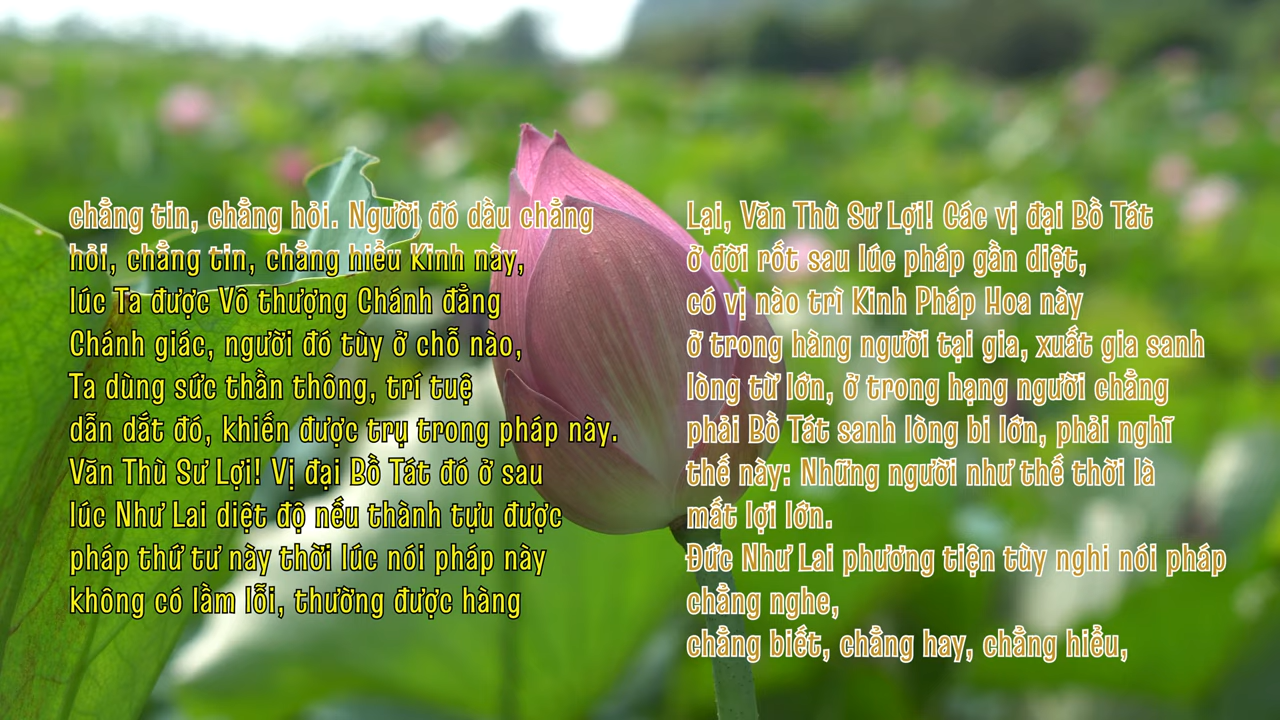 chẳng tin, chẳng hỏi. Người đó dầu chẳng
hỏi, chẳng tin, chẳng hiểu Kinh này,
lúc Ta được Vô thượng Chánh đẳng
Chánh giác, người đó tùy ở chỗ nào,
Ta dùng sức thần thông, trí tuệ
dẫn dắt đó, khiến được trụ trong pháp này.
Văn Thù Sư Lợi! Vị đại Bồ Tát đó ở sau
lúc Như Lai diệt độ nếu thành tựu được
pháp thứ tư này thời lúc nói pháp này
không có lầm lỗi, thường được hàng
Lại, Văn Thù Sư Lợi! Các vị đại Bồ Tát
ở đời rốt sau lúc pháp gần diệt,
có vị nào trì Kinh Pháp Hoa này
ở trong hàng người tại gia, xuất gia sanh
lòng từ lớn, ở trong hạng người chẳng
phải Bồ Tát sanh lòng bi lớn, phải nghĩ
thế này: Những người như thế thời là
mất lợi lớn.
Đức Như Lai phương tiện tùy nghi nói pháp
chẳng nghe,
chẳng biết, chẳng hay, chẳng hiểu,